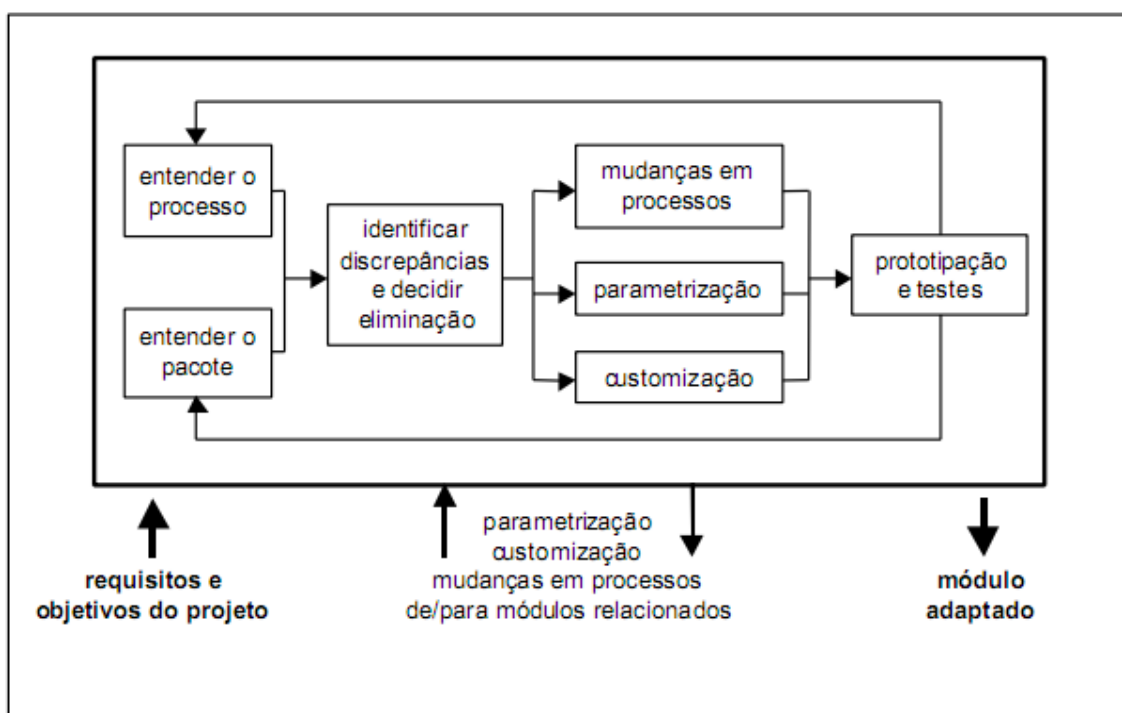 entender o
processo
entender o
pacote
identificar
discrepâncias
e decidir
eliminação
mudanças em
processos
parametrização
customização
prototipação
e testes
requisitos e
objetivos do projeto
parametrização
customização
mudanças em processos
de/para módulos relacionados
módulo
adaptado